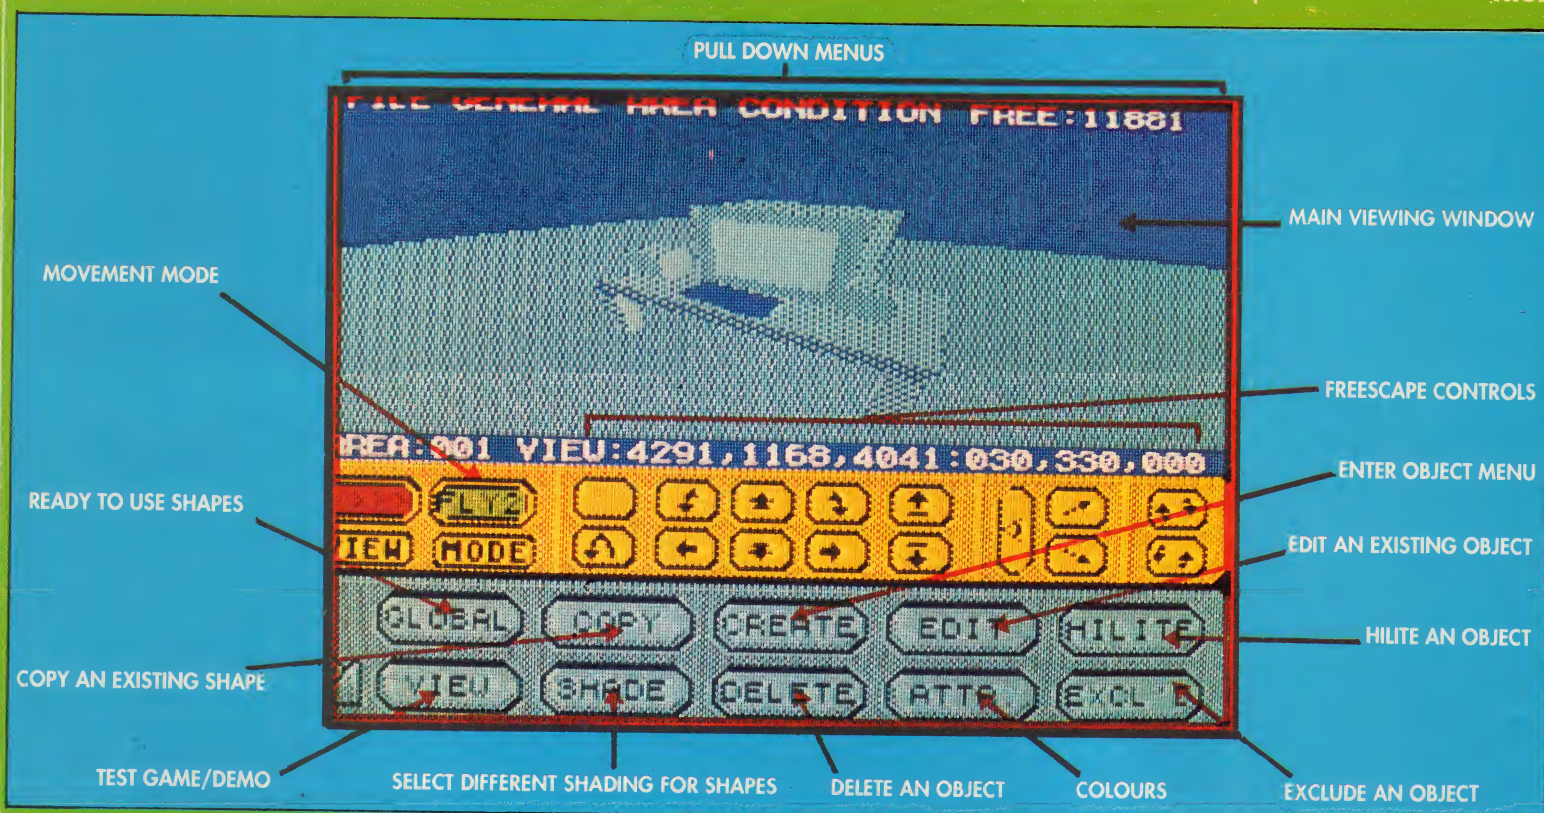 PULL DOWN MENUS
FILE GENERAL AREA CONDITION FREE:11881
MAIN VIEWING WINDOW
MOVEMENT MODE
FREESCAPE CONTROLS
AREA:001 VIEW:4291,1168,4041:030,330,000
ENTER OBJECT MENU
READY TO USE SHAPES
>>>> FLY2
VIEW MODE
EDIT AN EXISTING OBJECT
GLOBAL COPY CREATE EDIT HILITE
HILITE AN OBJECT
COPY AN EXISTING SHAPE
VIEW SHADE DELETE ATTR EXCL'E
TEST GAME/DEMO
SELECT DIFFERENT SHADING FOR SHAPES
DELETE AN OBJECT
COLOURS
EXCLUDE AN OBJECT